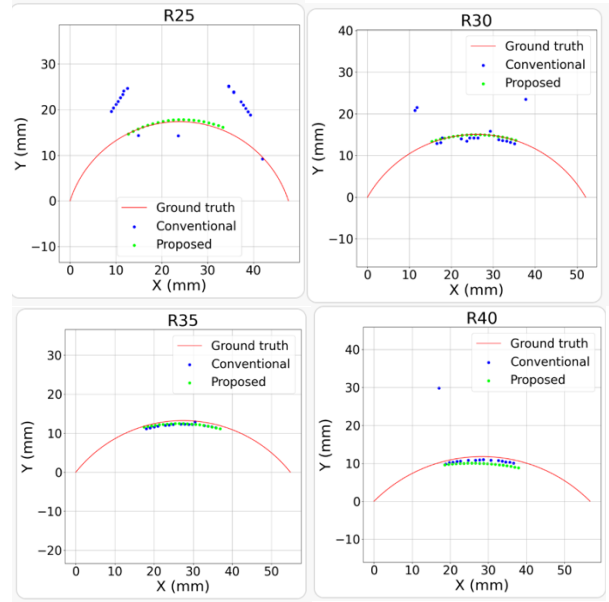 R25
Y (mm)
30
20
10
0
−10
Ground truth
Conventional
Proposed
0 10 20 30 40
X (mm)
R30
Y (mm)
40
30
20
10
0
−10
Ground truth
Conventional
Proposed
0 10 20 30 40 50
X (mm)
R35
Y (mm)
30
20
10
0
−10
−20
Ground truth
Conventional
Proposed
0 10 20 30 40 50
X (mm)
R40
Y (mm)
40
30
20
10
0
−10
Ground truth
Conventional
Proposed
0 10 20 30 40 50
X (mm)